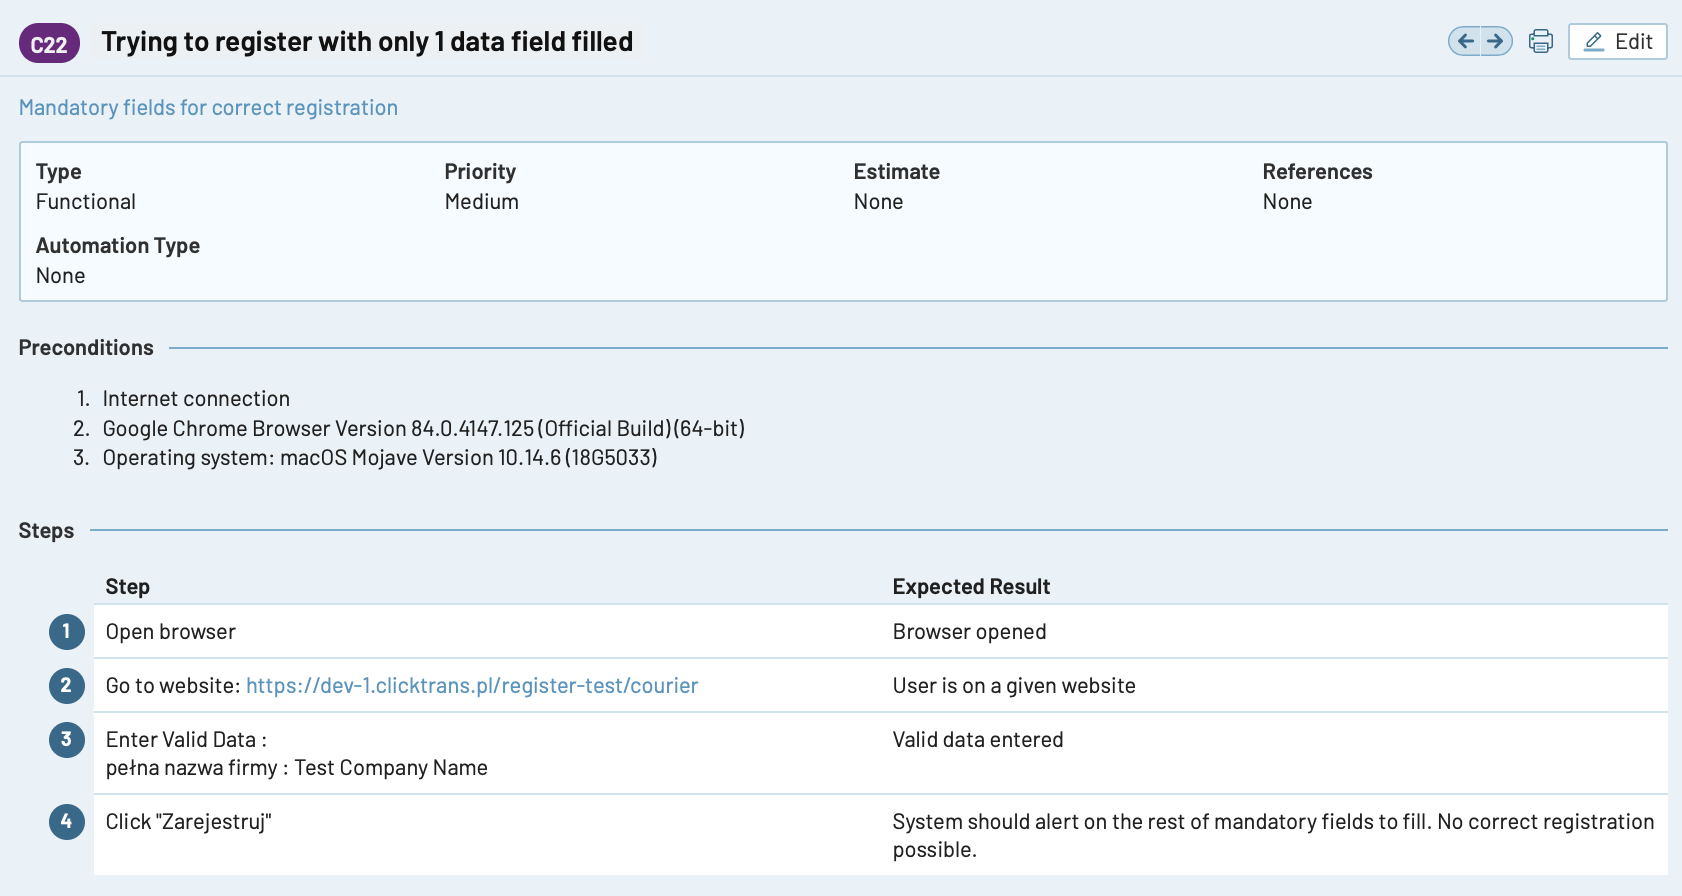 C22 Trying to register with only 1 data field filled Edit
Mandatory fields for correct registration
Type Priority Estimate References
Functional Medium None None
Automation Type
None
Preconditions
1. Internet connection
2. Google Chrome Browser Version 84.0.4147.125 (Official Build) (64-bit)
3. Operating system: macOS Mojave Version 10.14.6 (18G5033)
Steps
Step Expected Result
1 Open browser Browser opened
2 Go to website: https://dev-1.clicktrans.pl/register-test/courier User is on a given website
3 Enter Valid Data : Valid data entered
pełna nazwa firmy : Test Company Name
4 Click "Zarejestruj" System should alert on the rest of mandatory fields to fill. No correct registration
possible.